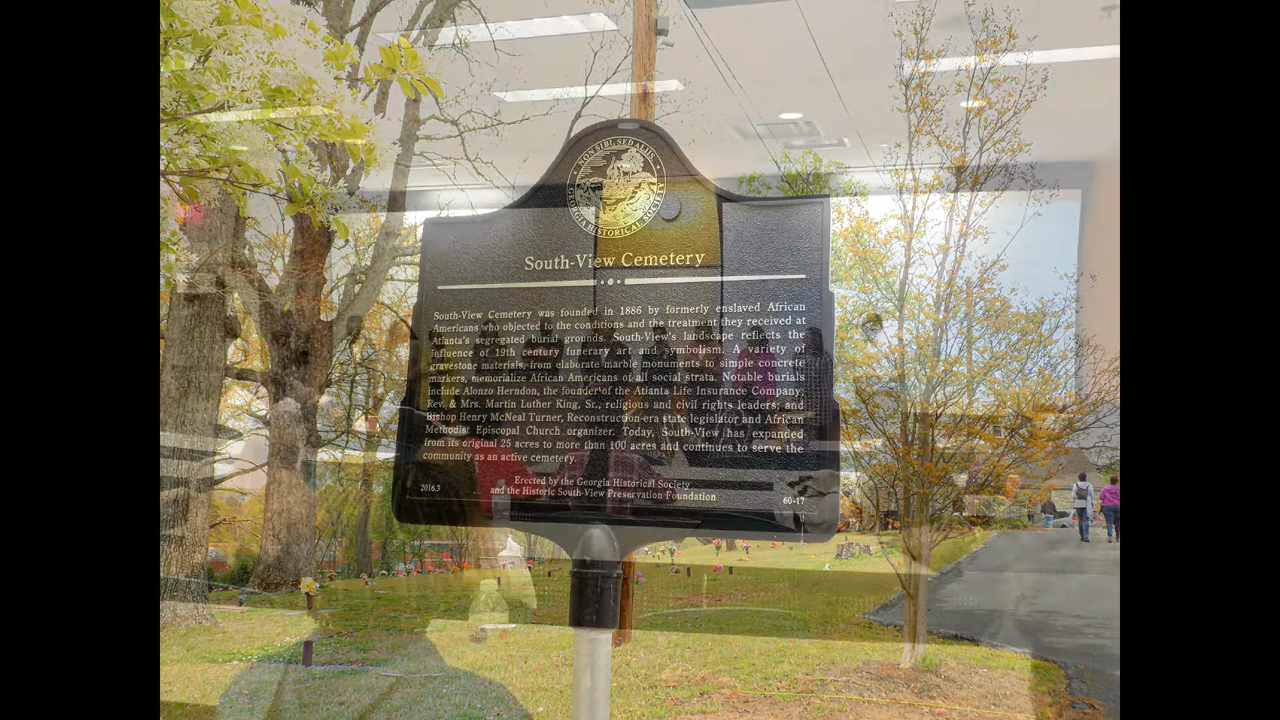 NON SIBI, SED ALIIS
GEORGIA HISTORICAL SOCIETY
South-View Cemetery
South-View Cemetery was founded in 1886 by formerly enslaved African
Americans who objected to the conditions and the treatment they received at
Atlanta's segregated burial grounds. South-View's landscape reflects the
influence of 19th century funerary art and symbolism. A variety of
gravestone materials, from elaborate marble monuments to simple concrete
markers, memorialize African Americans of all social strata. Notable burials
include Alonzo Herndon, the founder of the Atlanta Life Insurance Company;
Rev. & Mrs. Martin Luther King, Sr., religious and civil rights leaders; and
Bishop Henry McNeal Turner, Reconstruction-era state legislator and African
Methodist Episcopal Church organizer. Today, South-View has expanded
from its original 25 acres to more than 100 acres and continues to serve the
community as an active cemetery.
Erected by the Georgia Historical Society
and the Historic South-View Preservation Foundation
2016.3
60-17